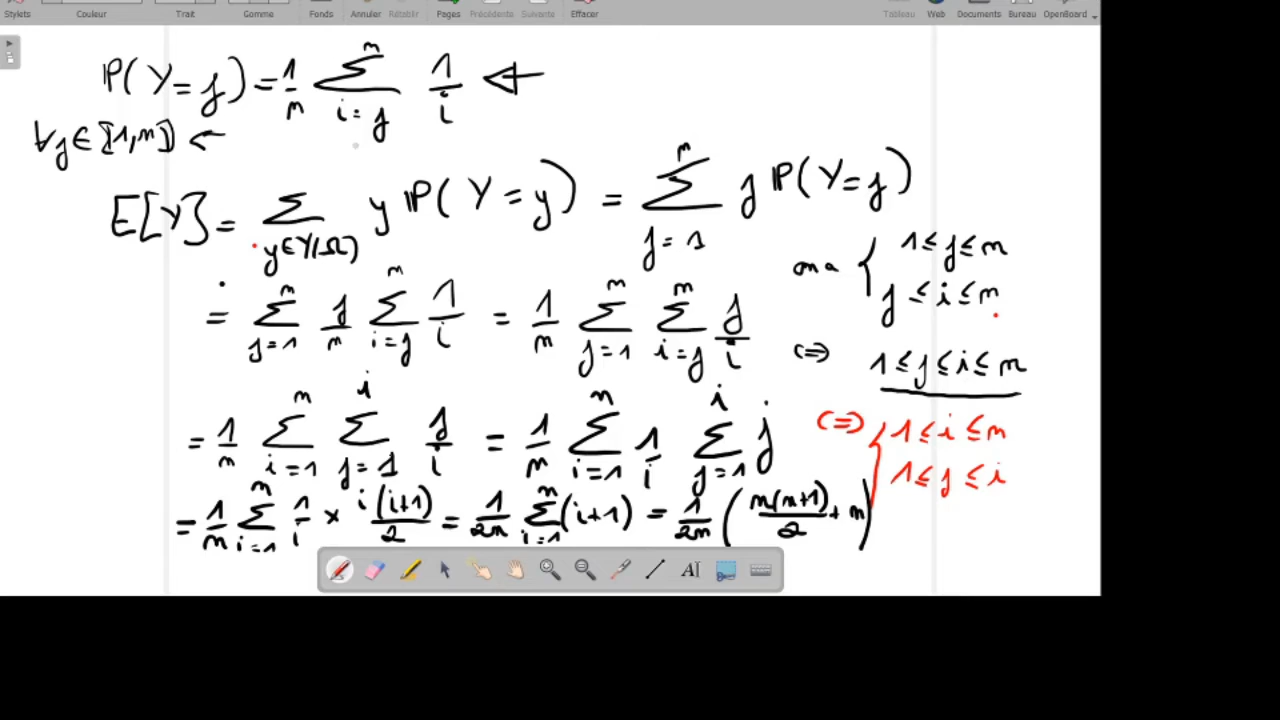 Stylets Couleur Trait Gomme Fonds Annuler Rétablir Pages Précédente Suivante Effacer Tableau Web Documents Bureau OpenBoard
P(Y=j) = 1/n ∑_{i=j}^{n} 1/i ⇐
∀j ∈ ⟦1,n⟧ ←
E[Y] = ∑_{y∈Y(Ω)} y P(Y=y) = ∑_{j=1}^{n} j P(Y=j)
on a { 1≤j≤n
j≤i≤n
= ∑_{j=1}^{n} j/n ∑_{i=j}^{n} 1/i = 1/n ∑_{j=1}^{n} ∑_{i=j}^{n} j/i
(=) 1≤j≤i≤n
= 1/n ∑_{i=1}^{n} ∑_{j=1}^{i} j/i = 1/n ∑_{i=1}^{n} 1/i ∑_{j=1}^{i} j
(=) { 1≤i≤n
1≤j≤i
= 1/n ∑_{i=1}^{n} 1/i × i(i+1)/2 = 1/2n ∑_{i=1}^{n} (i+1) = 1/2n ( n(n+1)/2 + n )